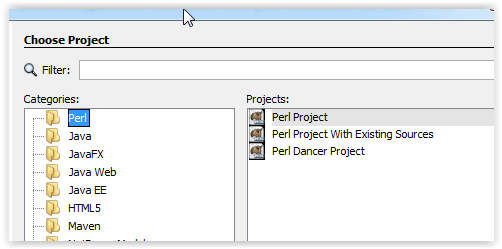 Choose Project
Filter:
Categories:
Perl
Java
JavaFX
Java Web
Java EE
HTML5
Maven
Projects:
Perl Project
Perl Project With Existing Sources
Perl Dancer Project